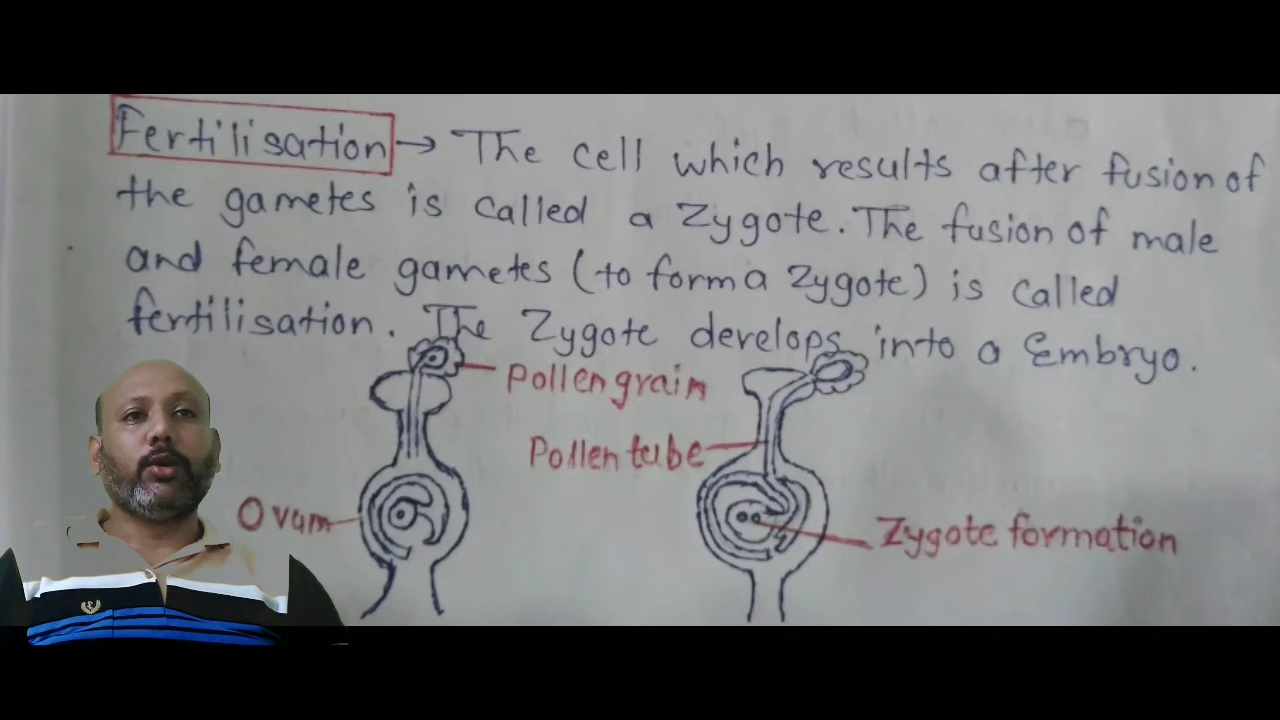 Fertilisation → The cell which results after fusion of
the gametes is called a Zygote. The fusion of male
and female gametes (to form a Zygote) is called
fertilisation. The Zygote develops into a Embryo.
Pollen grain
Pollen tube
Ovum
Zygote formation